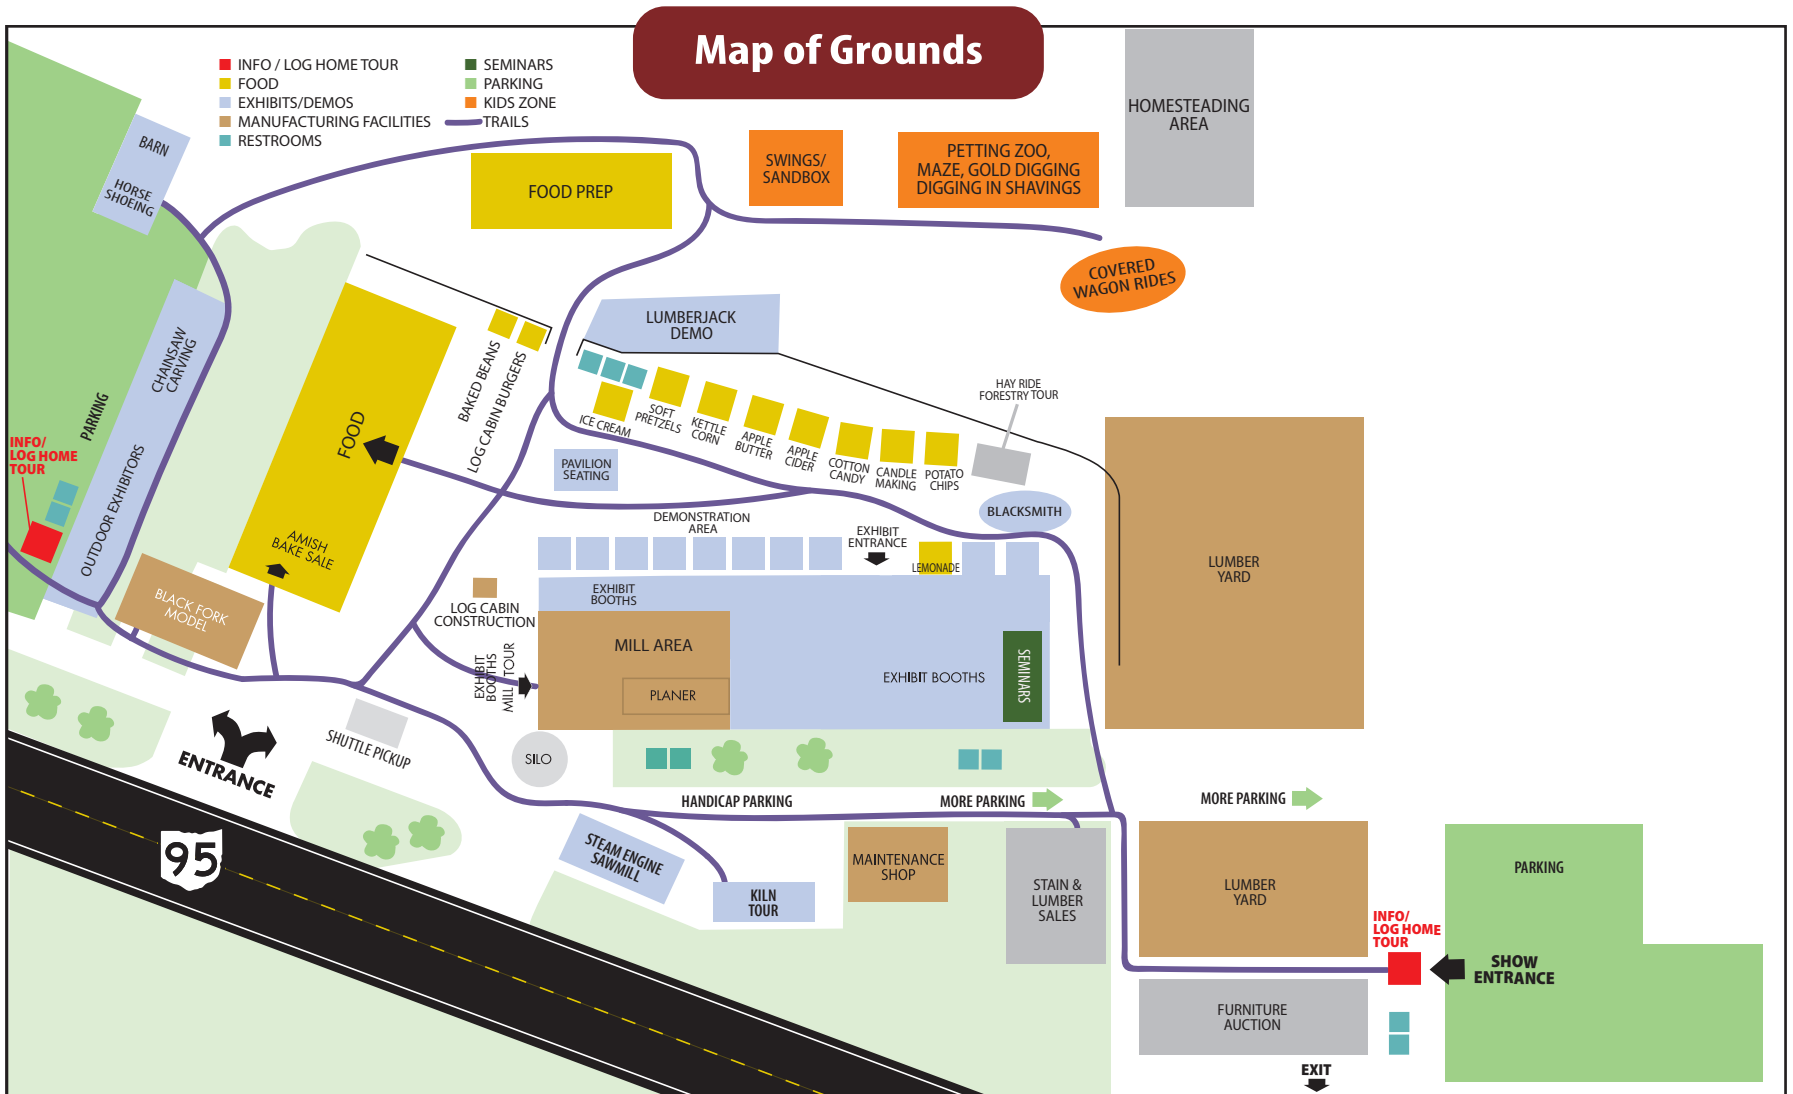 Map of Grounds
INFO / LOG HOME TOUR
FOOD
EXHIBITS/DEMOS
MANUFACTURING FACILITIES
RESTROOMS
SEMINARS
PARKING
KIDS ZONE
TRAILS
HOMESTEADING
AREA
BARN
HORSE
SHOEING
FOOD PREP
SWINGS/
SANDBOX
PETTING ZOO,
MAZE, GOLD DIGGING
DIGGING IN SHAVINGS
COVERED
WAGON RIDES
LUMBERJACK
DEMO
CHAINSAW
CARVING
PARKING
INFO/
LOG HOME
TOUR
OUTDOOR EXHIBITORS
FOOD
AMISH
BAKE SALE
BAKED BEANS
LOG CABIN BURGERS
ICE CREAM
SOFT
PRETZELS
KETTLE
CORN
APPLE
BUTTER
APPLE
CIDER
COTTON
CANDY
CANDLE
MAKING
POTATO
CHIPS
HAY RIDE
FORESTRY TOUR
PAVILION
SEATING
BLACKSMITH
DEMONSTRATION
AREA
EXHIBIT
ENTRANCE
LEMONADE
LUMBER
YARD
BLACK FORK
MODEL
LOG CABIN
CONSTRUCTION
EXHIBIT
BOOTHS
MILL AREA
PLANER
EXHIBIT
BOOTHS
MILL TOUR
EXHIBIT BOOTHS
SEMINARS
SHUTTLE PICKUP
ENTRANCE
SILO
HANDICAP PARKING
MORE PARKING
MORE PARKING
95
STEAM ENGINE
SAWMILL
KILN
TOUR
MAINTENANCE
SHOP
STAIN &
LUMBER
SALES
LUMBER
YARD
PARKING
INFO/
LOG HOME
TOUR
SHOW
ENTRANCE
FURNITURE
AUCTION
EXIT